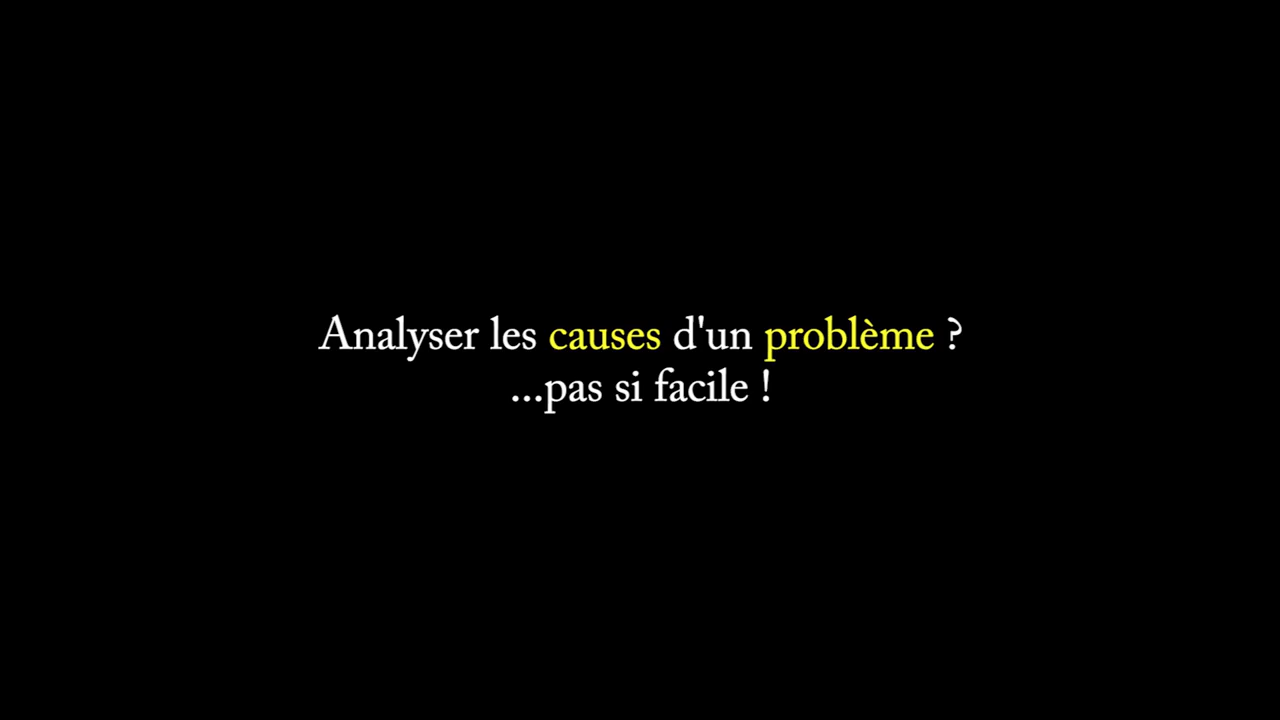 Analyser les causes d'un problème ?
...pas si facile !